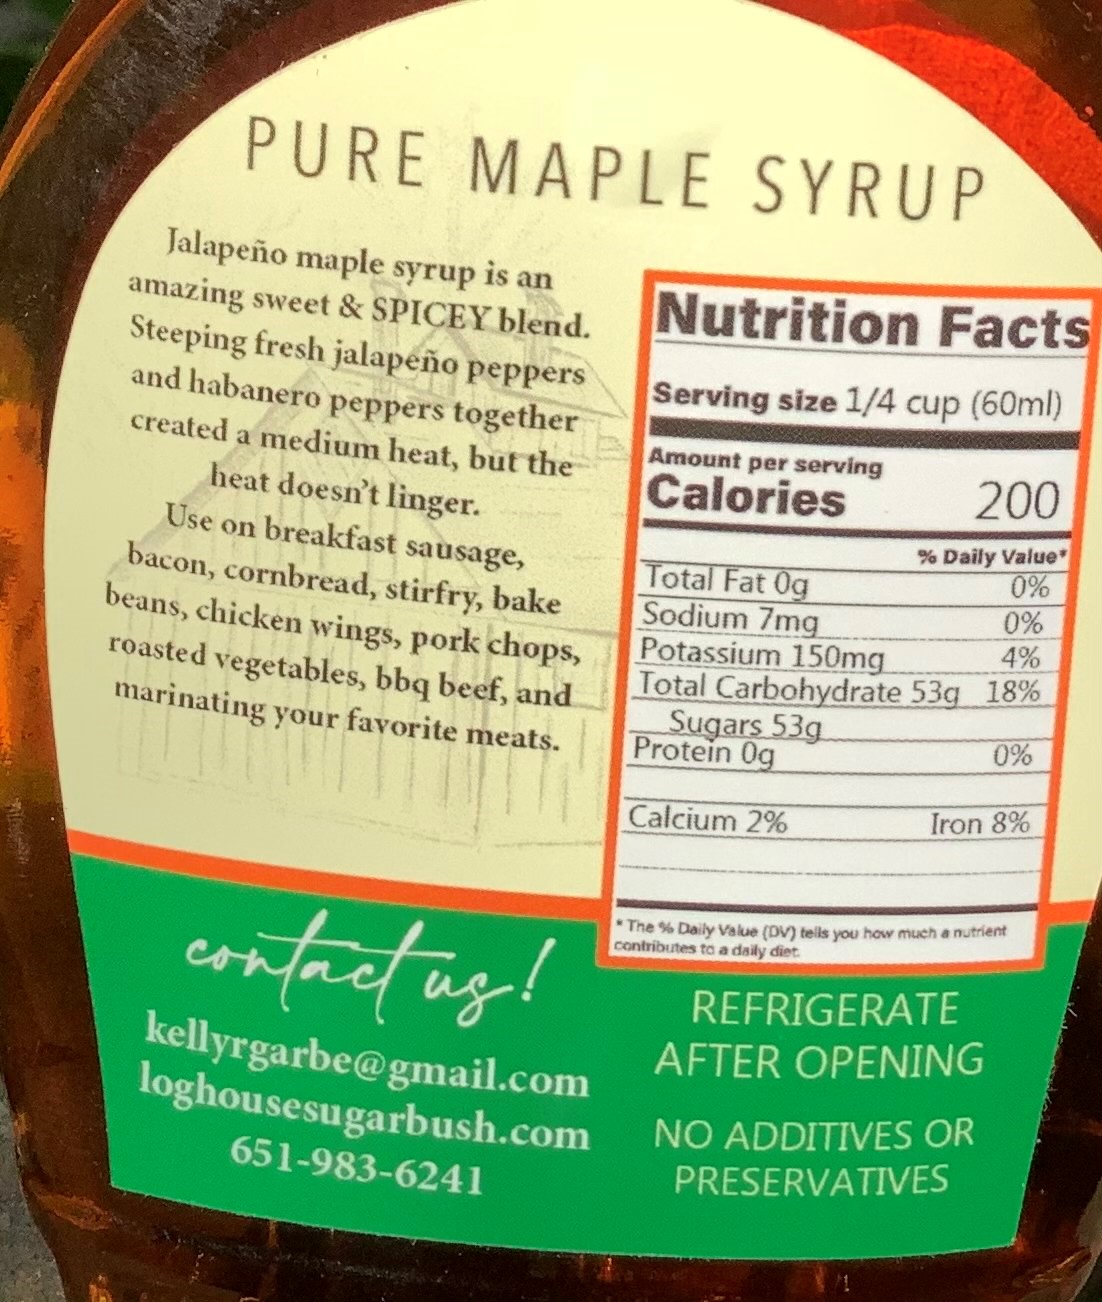 PURE MAPLE SYRUP
Jalapeño maple syrup is an
amazing sweet & SPICEY blend.
Steeping fresh jalapeño peppers
and habanero peppers together
created a medium heat, but the
heat doesn't linger.
Use on breakfast sausage,
bacon, cornbread, stirfry, bake
beans, chicken wings, pork chops,
roasted vegetables, bbq beef, and
marinating your favorite meats.
Nutrition Facts
Serving size 1/4 cup (60ml)
Amount per serving
Calories 200
% Daily Value*
Total Fat 0g 0%
Sodium 7mg 0%
Potassium 150mg 4%
Total Carbohydrate 53g 18%
Sugars 53g
Protein 0g 0%
Calcium 2% Iron 8%
* The % Daily Value (DV) tells you how much a nutrient
contributes to a daily diet.
contact us!
kellyrgarbe@gmail.com
loghousesugarbush.com
651-983-6241
REFRIGERATE
AFTER OPENING
NO ADDITIVES OR
PRESERVATIVES